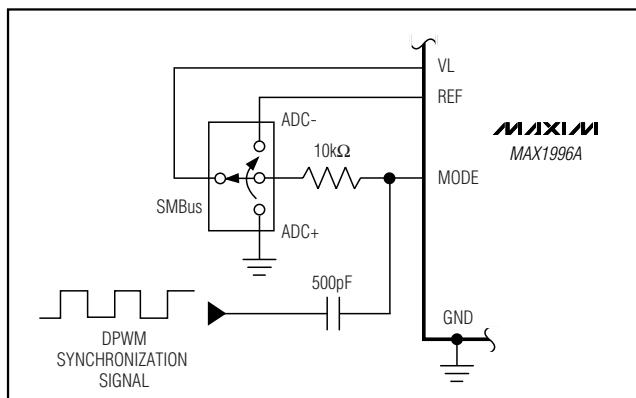 VL
REF
ADC-
MAXIM
MAX1996A
10kΩ
MODE
SMBus
ADC+
500pF
GND
DPWM
SYNCHRONIZATION
SIGNAL